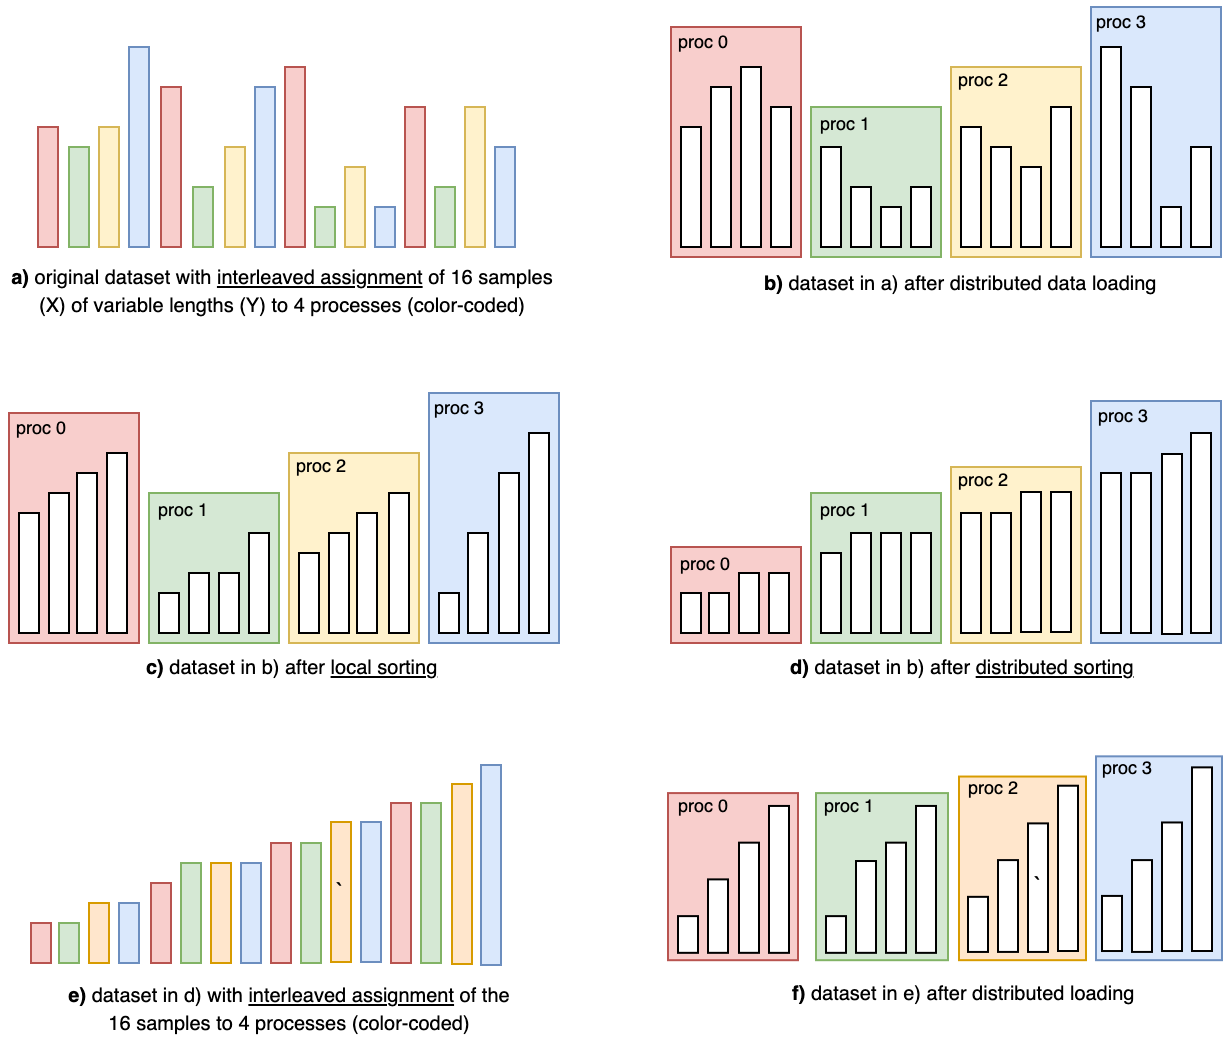 a) original dataset with interleaved assignment of 16 samples
(X) of variable lengths (Y) to 4 processes (color-coded)
proc 0
proc 1
proc 2
proc 3
b) dataset in a) after distributed data loading
proc 0
proc 1
proc 2
proc 3
c) dataset in b) after local sorting
proc 0
proc 1
proc 2
proc 3
d) dataset in b) after distributed sorting
`
e) dataset in d) with interleaved assignment of the
16 samples to 4 processes (color-coded)
proc 0
proc 1
proc 2
proc 3
`
f) dataset in e) after distributed loading